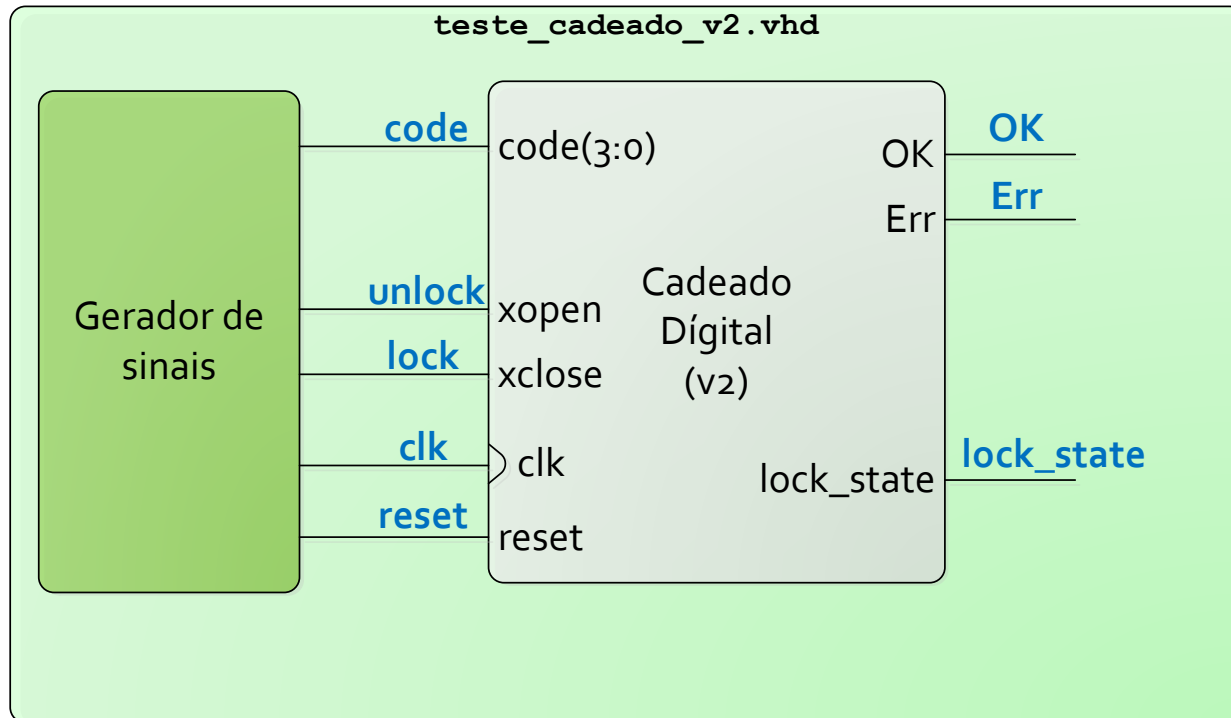 teste_cadeado_v2.vhd
Gerador de
sinais
code
unlock
lock
clk
reset
code(3:0)
xopen
xclose
clk
reset
Cadeado
Dígital
(v2)
OK
Err
lock_state
OK
Err
lock_state